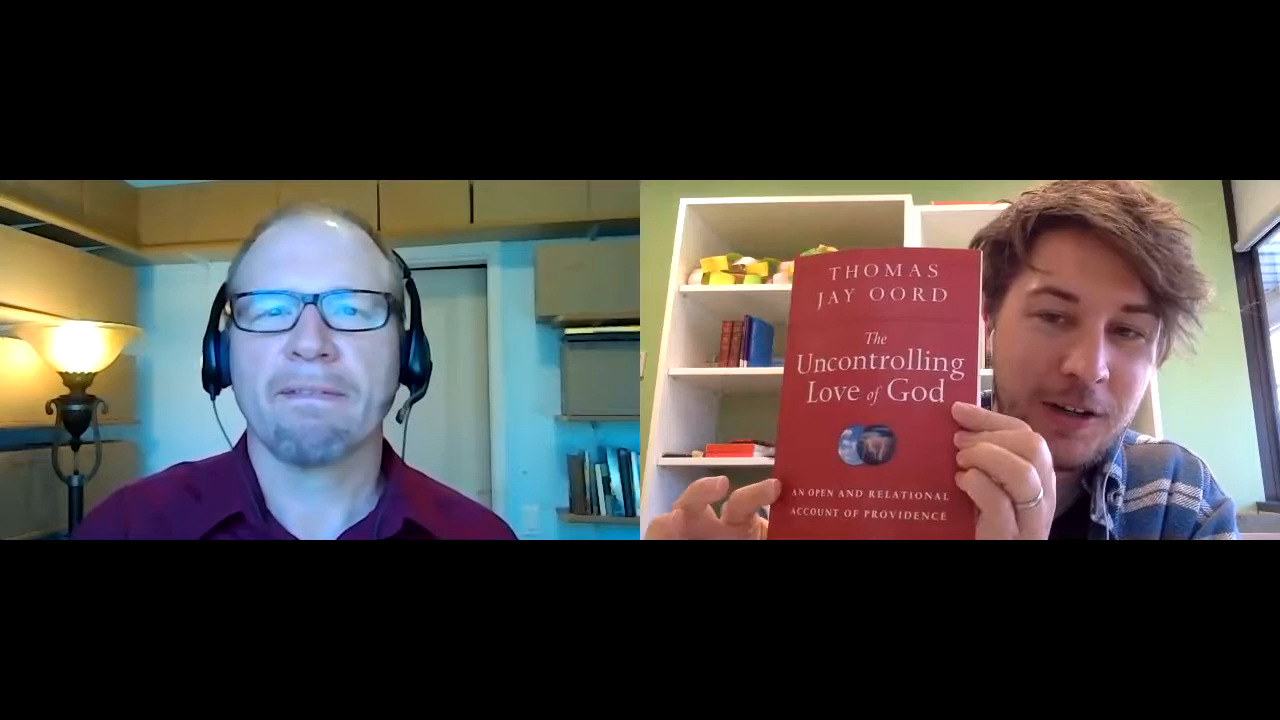 THOMAS
JAY OORD
The
Uncontrolling
Love of God
AN OPEN AND RELATIONAL
ACCOUNT OF PROVIDENCE